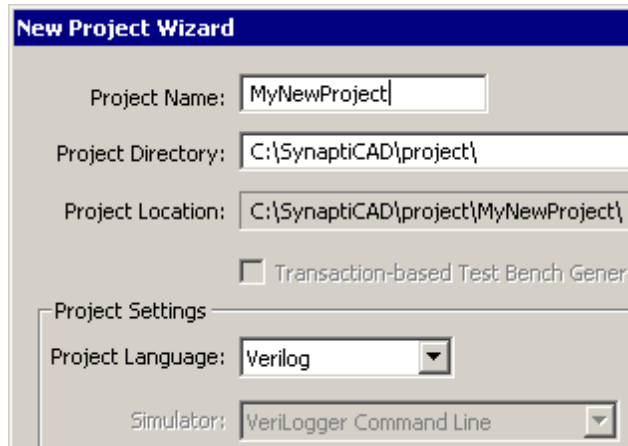 New Project Wizard
Project Name: MyNewProject
Project Directory: C:\SynaptiCAD\project\
Project Location: C:\SynaptiCAD\project\MyNewProject\
Transaction-based Test Bench Gener
Project Settings
Project Language: Verilog
Simulator: VeriLogger Command Line